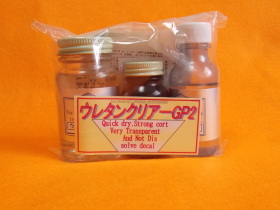 ウレタンクリアーGP2
Quick dry.Strong cort
Very Transparent
And Not Dis
solve decal